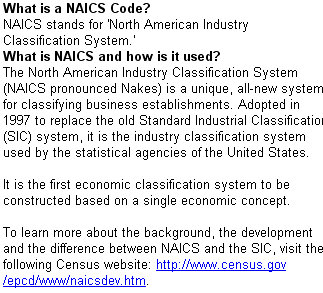 What is a NAICS Code?
NAICS stands for 'North American Industry
Classification System.'
What is NAICS and how is it used?
The North American Industry Classification System
(NAICS pronounced Nakes) is a unique, all-new system
for classifying business establishments. Adopted in
1997 to replace the old Standard Industrial Classificatio
(SIC) system, it is the industry classification system
used by the statistical agencies of the United States.

It is the first economic classification system to be
constructed based on a single economic concept.

To learn more about the background, the development
and the difference between NAICS and the SIC, visit the
following Census website: http://www.census.gov
/epcd/www/naicsdev.htm.